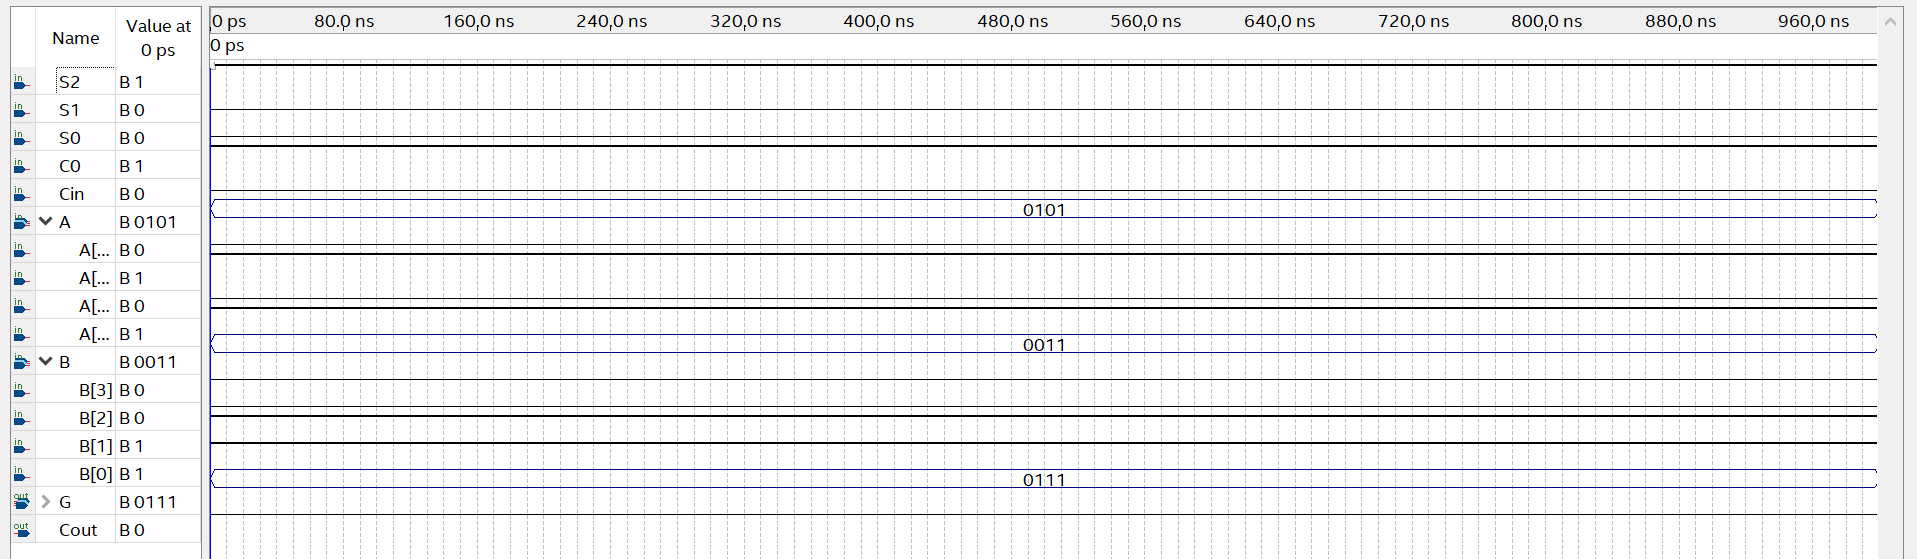 Name Value at 0 ps
0 ps 80.0 ns 160,0 ns 240,0 ns 320,0 ns 400,0 ns 480,0 ns 560,0 ns 640,0 ns 720,0 ns 800,0 ns 880,0 ns 960,0 ns
0 ps
in S2 B 1
in S1 B 0
in S0 B 0
in C0 B 1
in Cin B 0
in A B 0101 0101
in A[... B 0
in A[... B 1
in A[... B 0
in A[... B 1
in B B 0011 0011
in B[3] B 0
in B[2] B 0
in B[1] B 1
in B[0] B 1
out G B 0111 0111
out Cout B 0